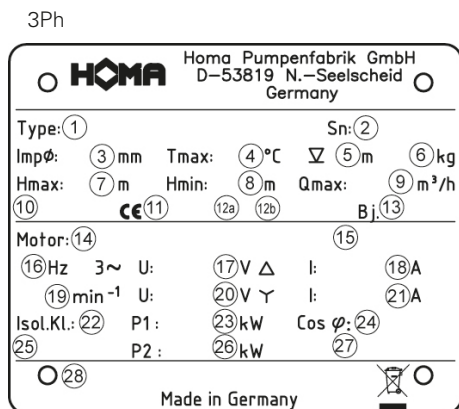 3Ph
HOMA
Homa Pumpenfabrik GmbH
D-53819 N.-Seelscheid
Germany
Type: 1 Sn: 2
Impø: 3 mm Tmax: 4 °C 5 m 6 kg
Hmax: 7 m Hmin: 8 m Qmax: 9 m³/h
10 CE 11 12a 12b Bj. 13
Motor: 14 15
16 Hz 3~ U: 17 V △ I: 18 A
19 min⁻¹ U: 20 V Y I: 21 A
Isol.Kl.: 22 P1: 23 kW Cos φ: 24
25 P2 : 26 kW 27
28
Made in Germany